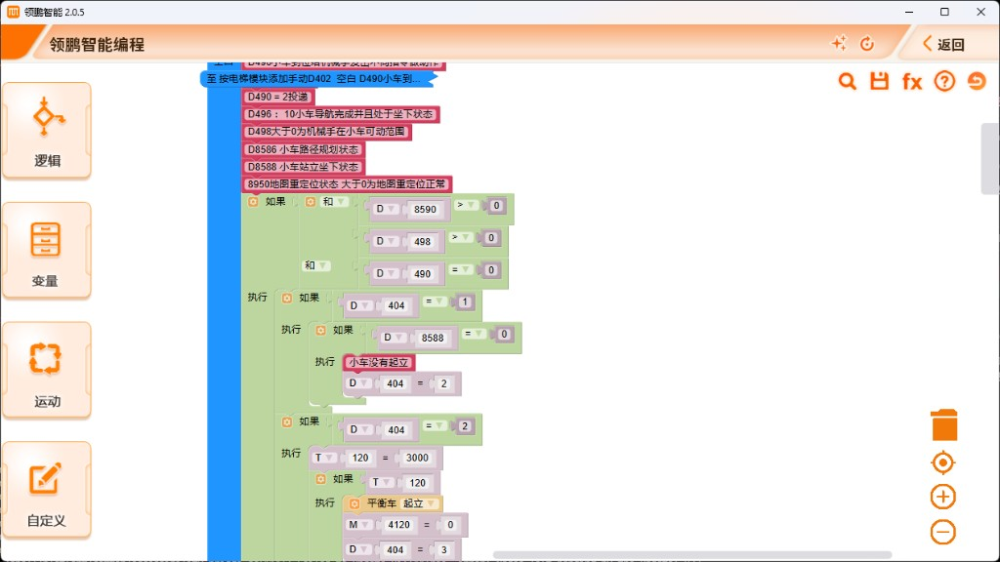 领鹏智能 2.0.5
领鹏智能编程
返回
fx
逻辑
变量
运动
自定义
至 按电梯模块添加手动D402 空白 D490小车到...
D490 = 2投递
D496： 10小车导航完成并且处于坐下状态
D498大于0为机械手在小车可动范围
D8586 小车路径规划状态
D8588 小车站立坐下状态
8950地图重定位状态 大于0为地图重定位正常
如果 和 D 8590 > 0
D 498 > 0
和 D 490 = 0
执行 如果 D 404 = 1
执行 如果 D 8588 = 0
执行 小车没有起立
D 404 = 2
如果 D 404 = 2
执行 T 120 = 3000
如果 T 120
执行 平衡车 起立
M 4120 = 0
D 404 = 3